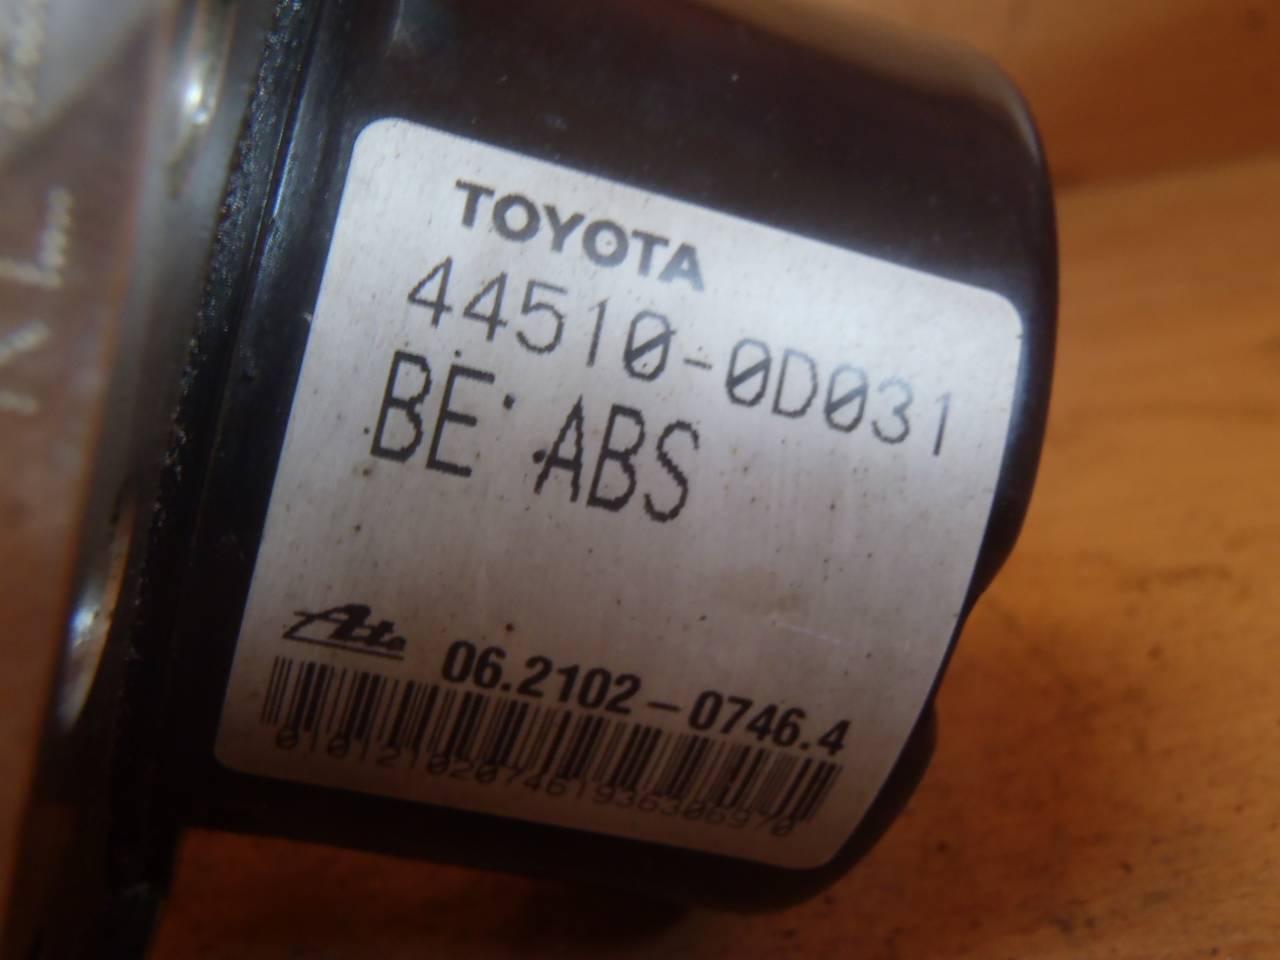 TOYOTA
44510-0D031
BE ABS
Ate
06.2102-0746.4